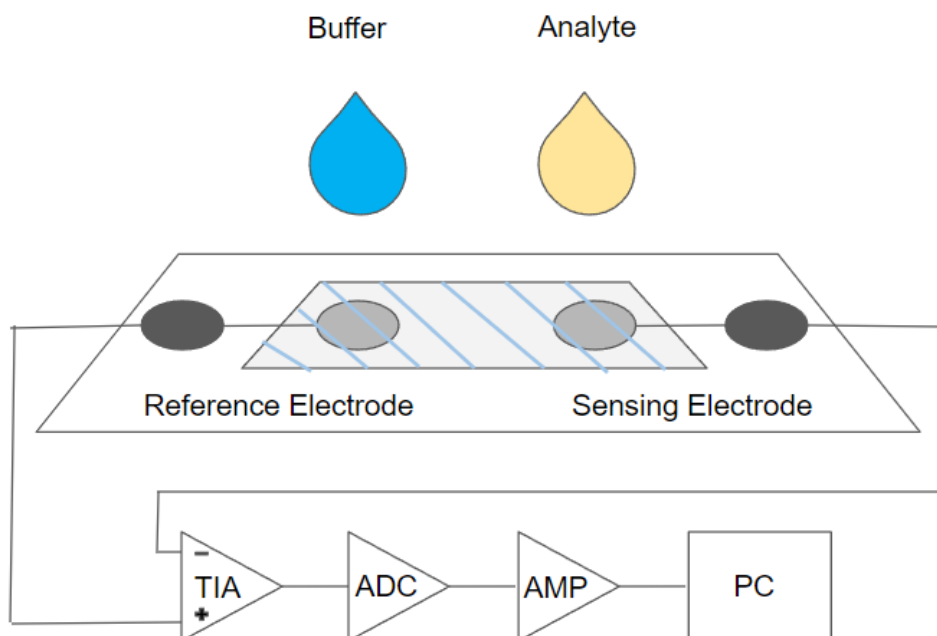 Buffer Analyte
Reference Electrode Sensing Electrode
-
TIA ADC AMP PC
+